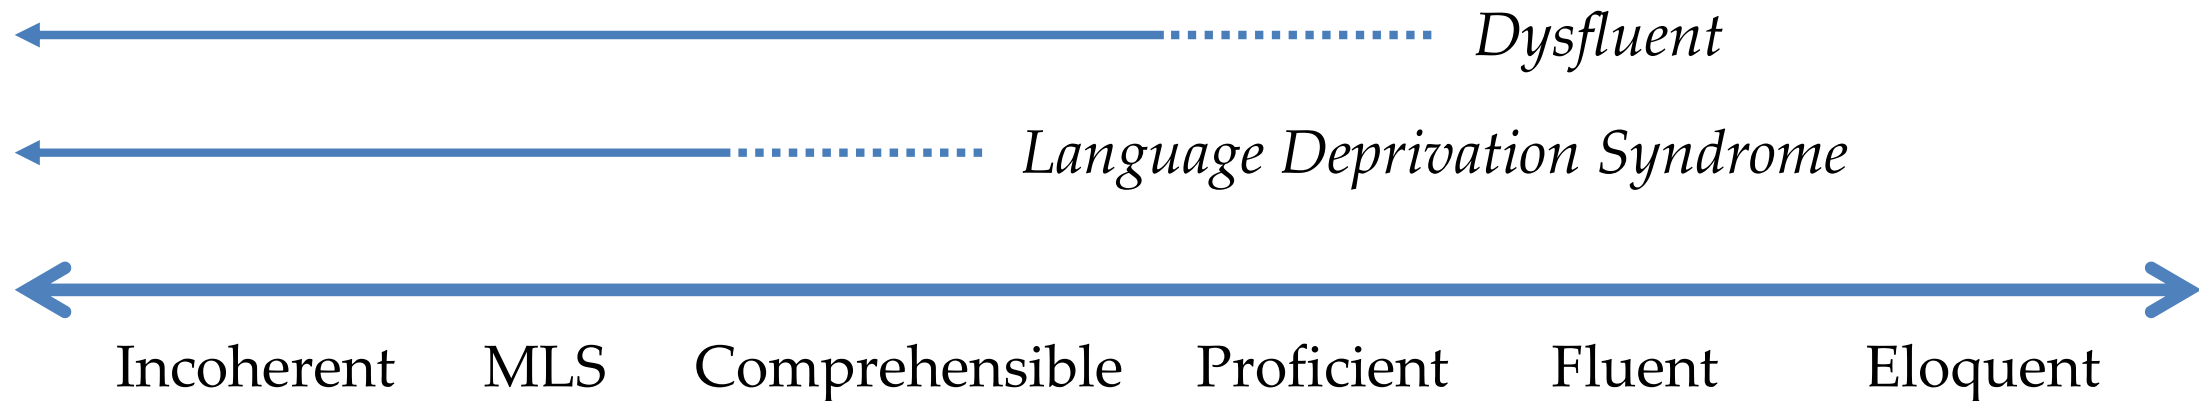 Dysfluent
Language Deprivation Syndrome
Incoherent MLS Comprehensible Proficient Fluent Eloquent